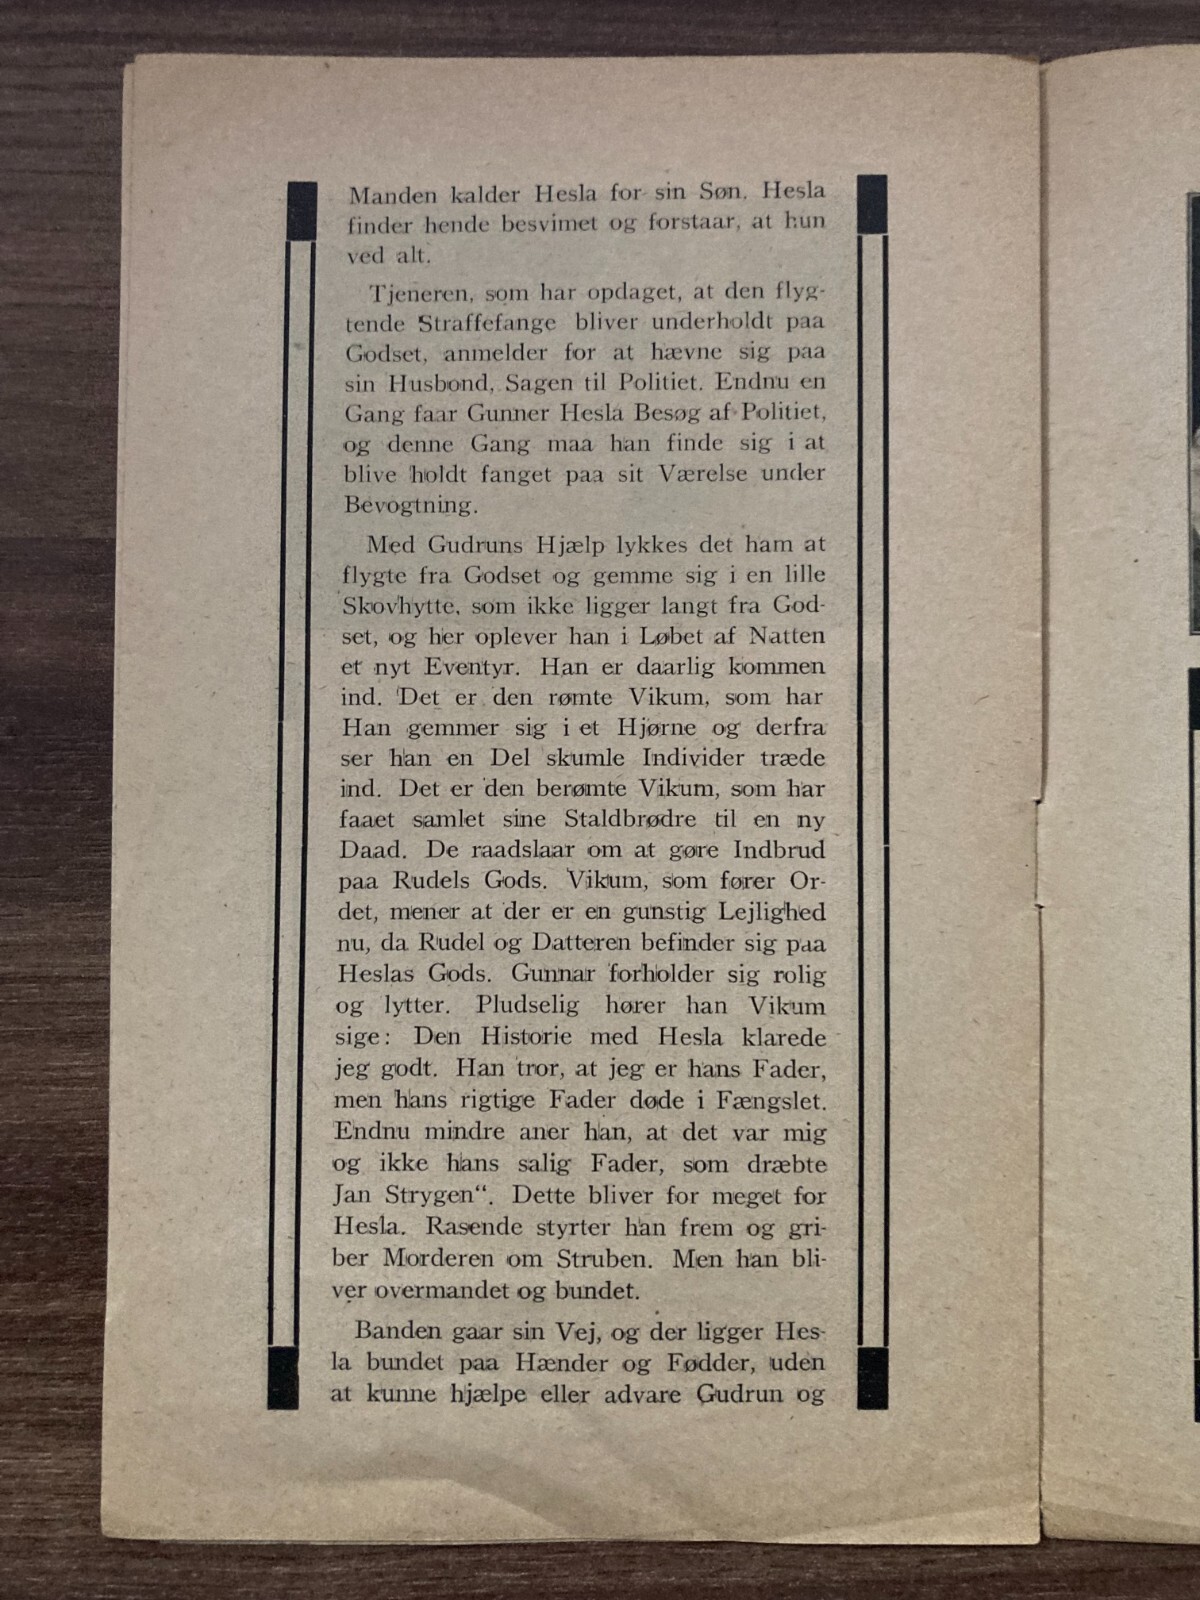 Manden kalder Hesla for sin Søn. Hesla
finder hende besvimet og forstaar, at hun
ved alt.
Tjeneren, som har opdaget, at den flyg-
tende Straffefange bliver underholdt paa
Godset, anmelder for at hævne sig paa
sin Husbond, Sagen til Politiet. Endnu en
Gang faar Gunner Hesla Besøg af Politiet,
og denne Gang maa han finde sig i at
blive holdt fanget paa sit Værelse under
Bevogtning.
Med Gudruns Hjælp lykkes det ham at
flygte fra Godset og gemme sig i en lille
Skovhytte, som ikke ligger langt fra God-
set, og her oplever han i Løbet af Natten
et nyt Eventyr. Han er daarlig kommen
ind. Det er den rømte Vikum, som har
Han gemmer sig i et Hjørne og derfra
ser han en Del skumle Individer træde
ind. Det er den berømte Vikum, som har
faaet samlet sine Staldbrødre til en ny
Daad. De raadslaar om at gøre Indbrud
paa Rudels Gods. Vikum, som fører Or-
det, mener at der er en gunstig Lejlighed
nu, da Rudel og Datteren befinder sig paa
Heslas Gods. Gunnar forholder sig rolig
og lytter. Pludselig hører han Vikum
sige: Den Historie med Hesla klarede
jeg godt. Han tror, at jeg er hans Fader,
men hans rigtige Fader døde i Fængslet.
Endnu mindre aner han, at det var mig
og ikke hans salig Fader, som dræbte
Jan Strygen“. Dette bliver for meget for
Hesla. Rasende styrter han frem og gri-
ber Morderen om Struben. Men han bli-
ver overmandet og bundet.
Banden gaar sin Vej, og der ligger Hes-
la bundet paa Hænder og Fødder, uden
at kunne hjælpe eller advare Gudrun og